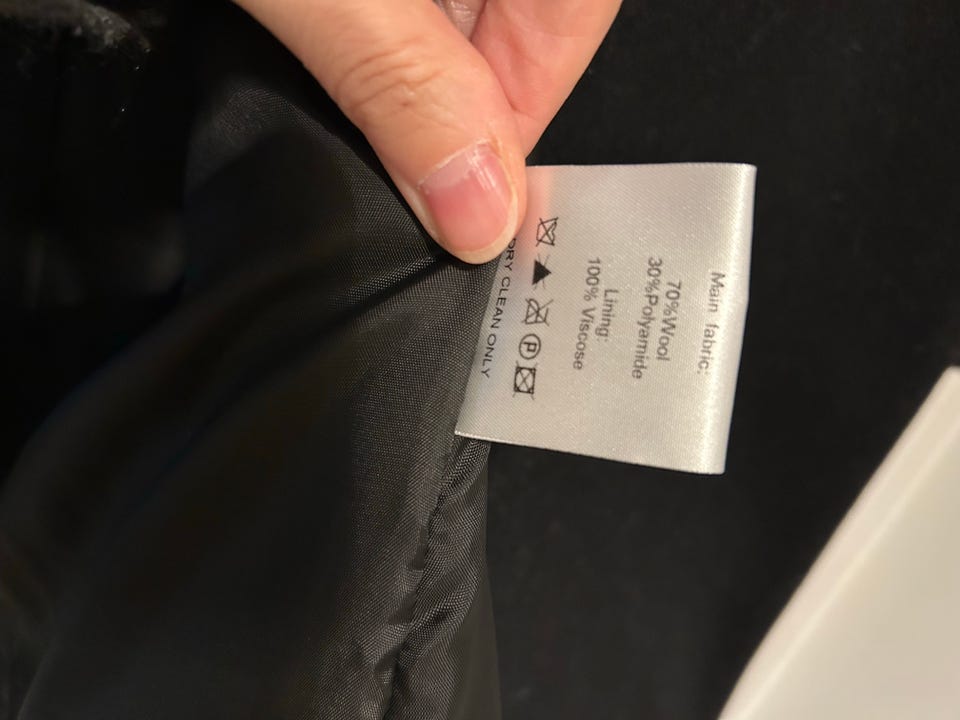 Main fabric:
70%Wool
30%Polyamide
Lining:
100% Viscose
P
DRY CLEAN ONLY